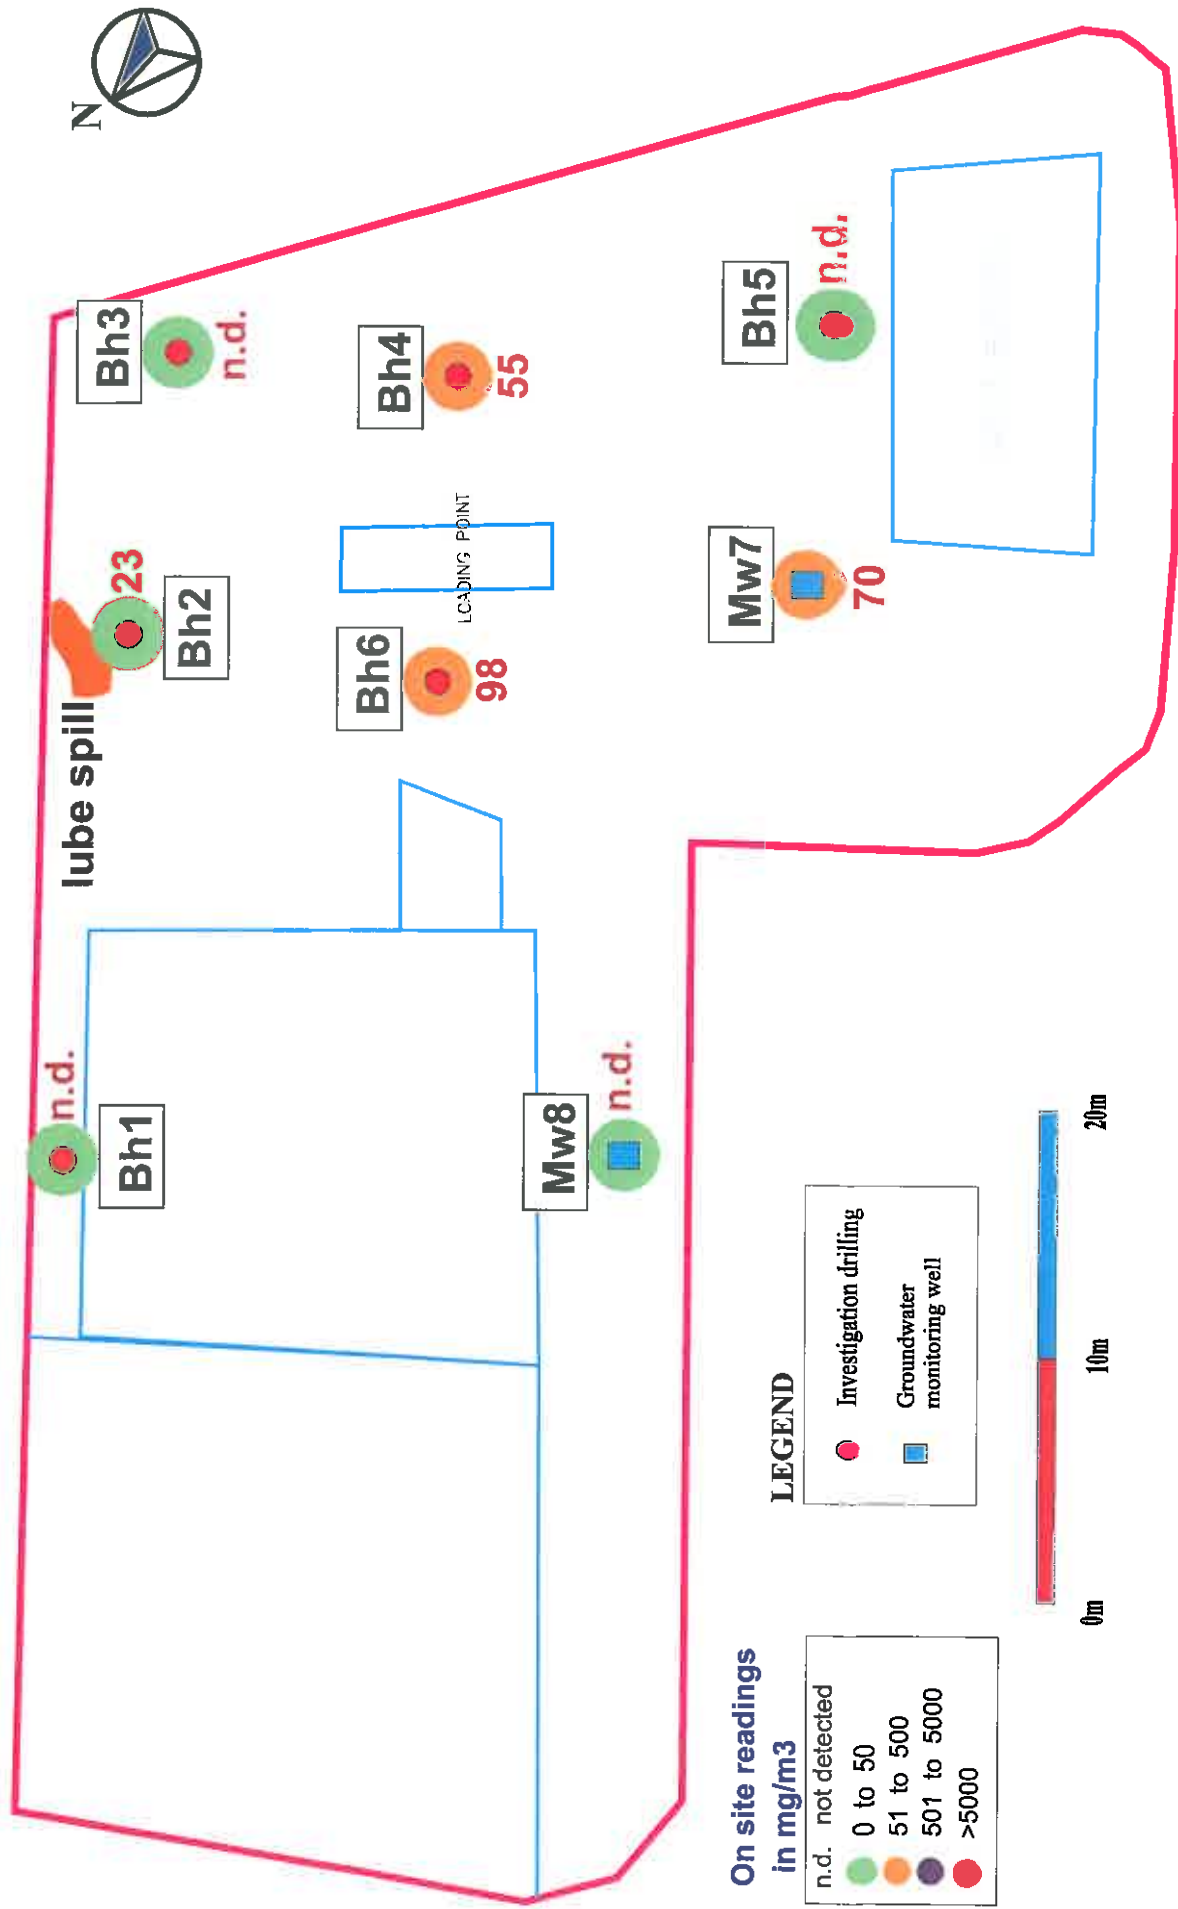 N
lube spill
n.d.
Bh1
23
Bh2
Bh3
n.d.
Bh4
55
Bh6
98
LOADING POINT
Bh5
n.d.
Mw7
70
Mw8
n.d.
On site readings
in mg/m3
n.d. not detected
0 to 50
51 to 500
501 to 5000
>5000
LEGEND
Investigation drilling
Groundwater
monitoring well
0m 10m 20m